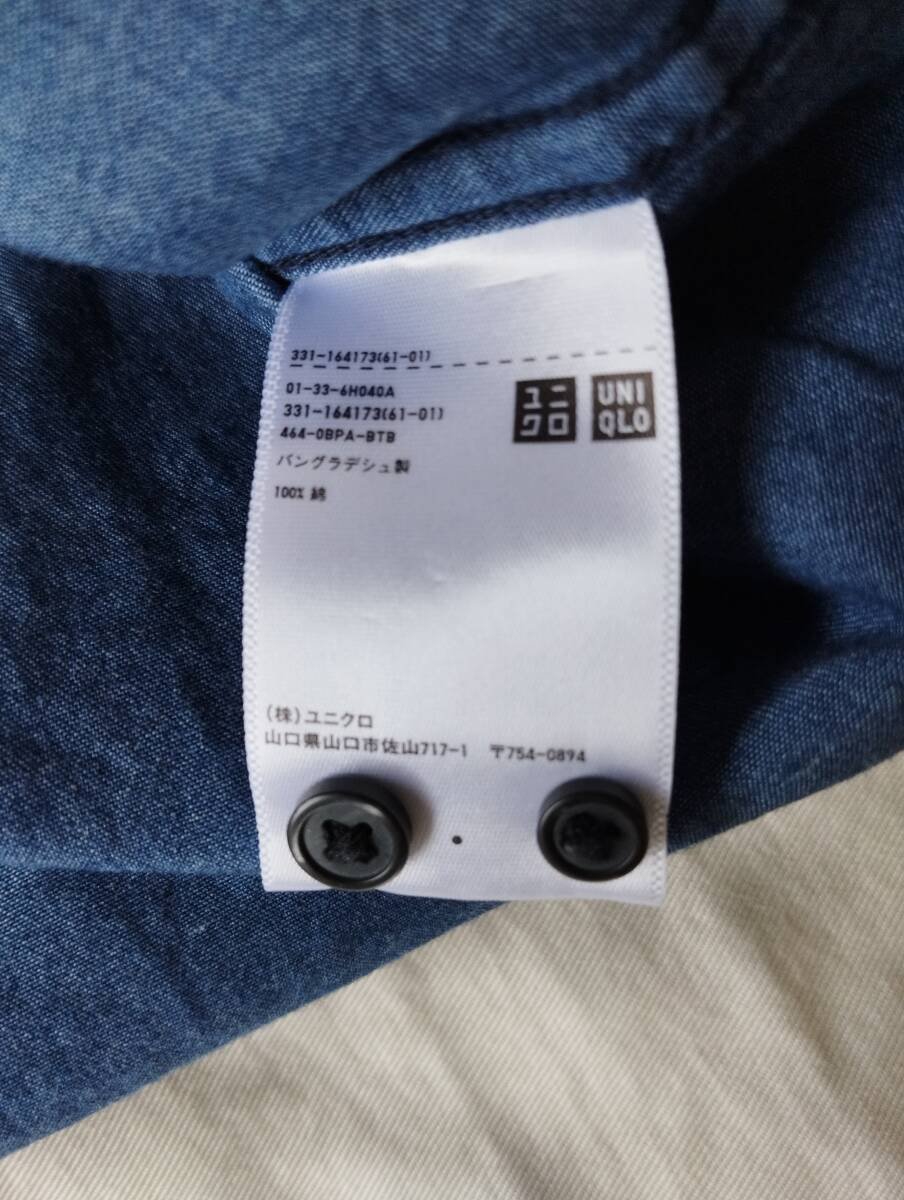 331-164173(61-01)
01-33-6H040A
331-164173(61-01)
464-0BPA-BTB
バングラデシュ製
100% 綿
ユニ
クロ
UNI
QLO
(株)ユニクロ
山口県山口市佐山717-1 〒754-0894